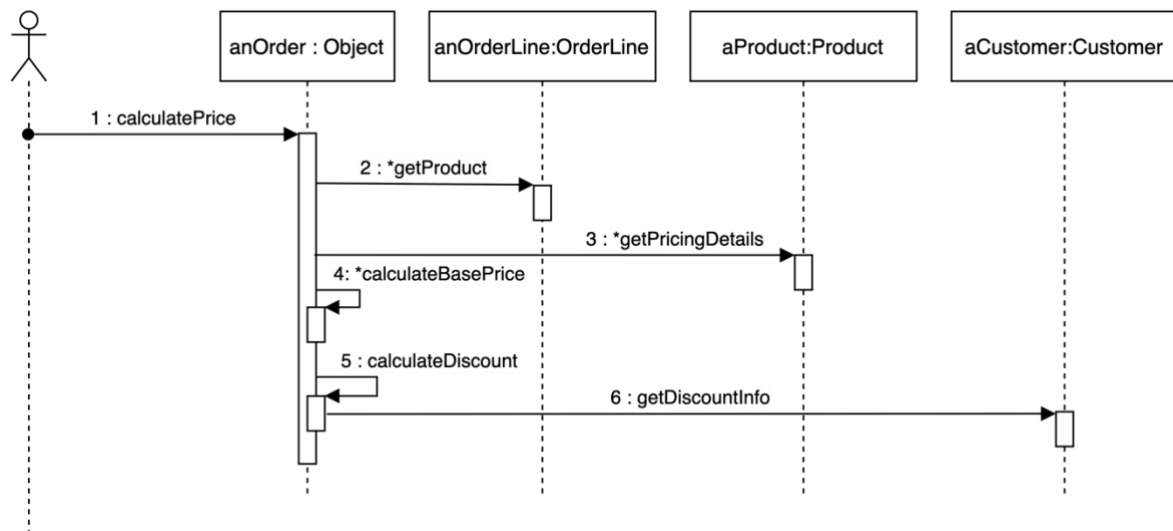 anOrder : Object
anOrderLine:OrderLine
aProduct:Product
aCustomer:Customer
1 : calculatePrice
2 : *getProduct
3 : *getPricingDetails
4: *calculateBasePrice
5 : calculateDiscount
6 : getDiscountInfo